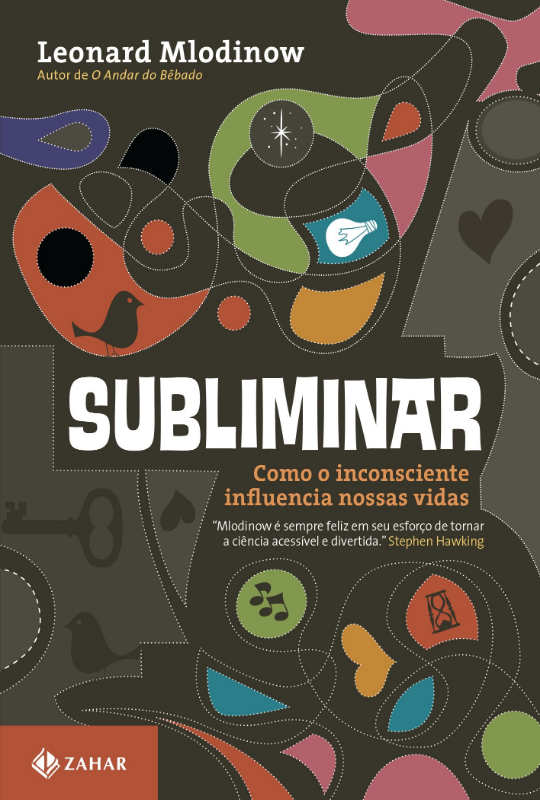 Leonard Mlodinow
Autor de O Andar do Bêbado
SUBLIMINAR
Como o inconsciente
influencia nossas vidas
“Mlodinow é sempre feliz em seu esforço de tornar
a ciência acessível e divertida.” Stephen Hawking
ZAHAR